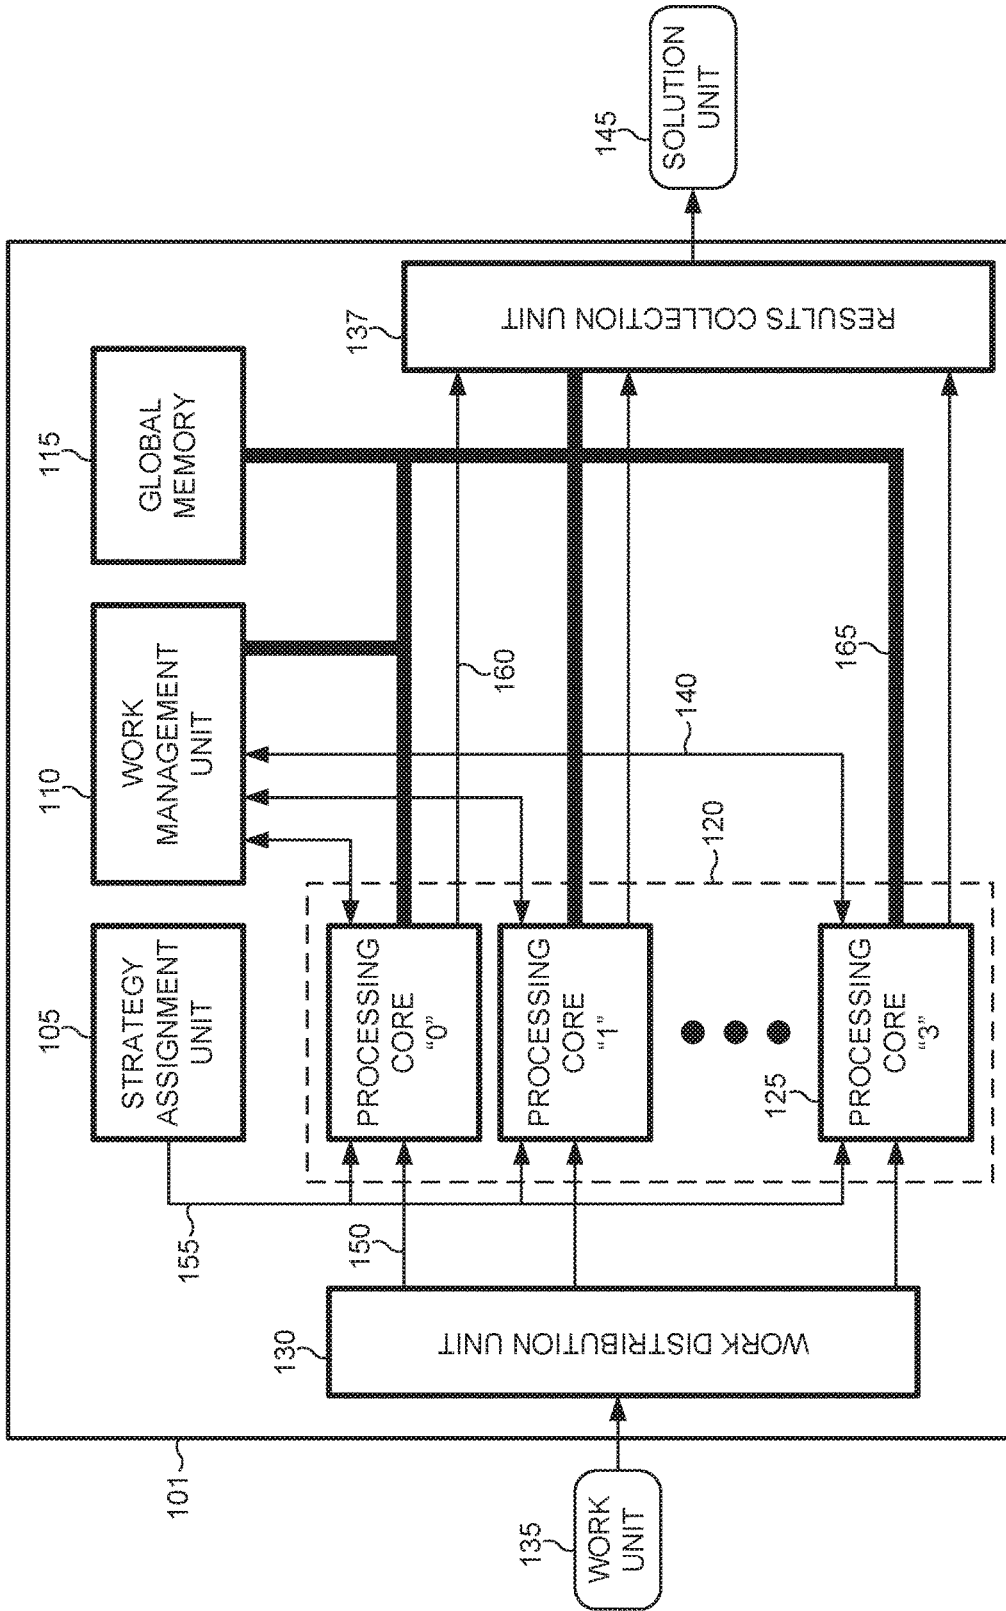 101
105
STRATEGY
ASSIGNMENT
UNIT
110
WORK
MANAGEMENT
UNIT
115
GLOBAL
MEMORY
155
130
WORK DISTRIBUTION UNIT
150
PROCESSING
CORE
"0"
PROCESSING
CORE
"1"
125
PROCESSING
CORE
"3"
120
140
160
165
137
RESULTS COLLECTION UNIT
135
WORK
UNIT
145
SOLUTION
UNIT